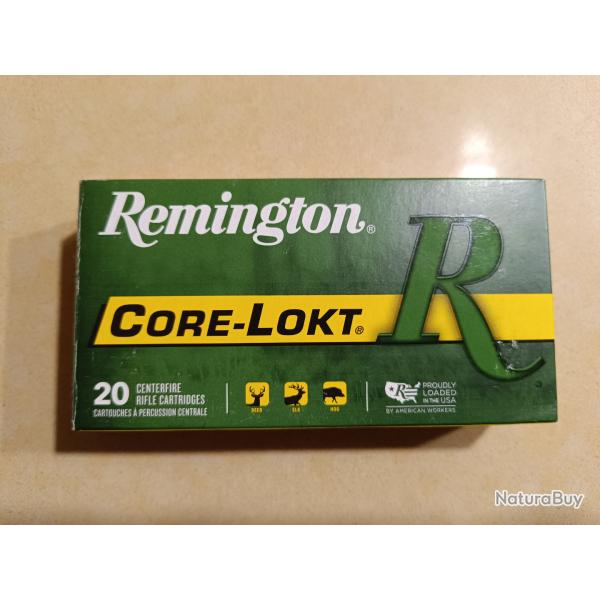 Remington®
CORE-LOKT®
R
20 CENTERFIRE
RIFLE CARTRIDGES
CARTOUCHES À PERCUSSION CENTRALE
DEER
ELK
HOG
R
PROUDLY
LOADED
IN THE USA
BY AMERICAN WORKERS
NaturaBuy